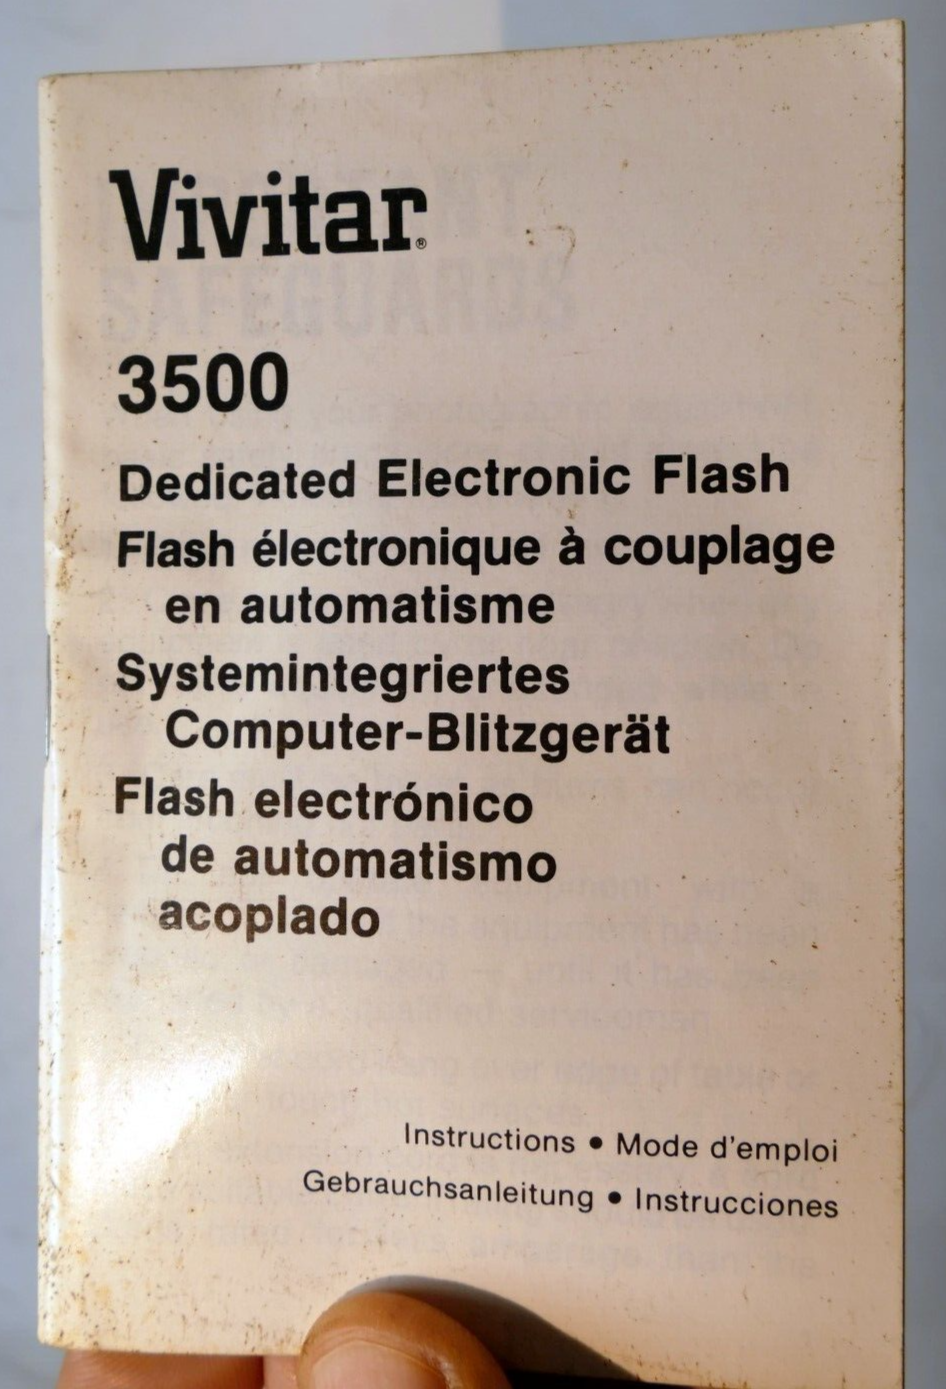 Vivitar®
3500
Dedicated Electronic Flash
Flash électronique à couplage
en automatisme
Systemintegriertes
Computer-Blitzgerät
Flash electrónico
de automatismo
acoplado
Instructions • Mode d'emploi
Gebrauchsanleitung • Instrucciones